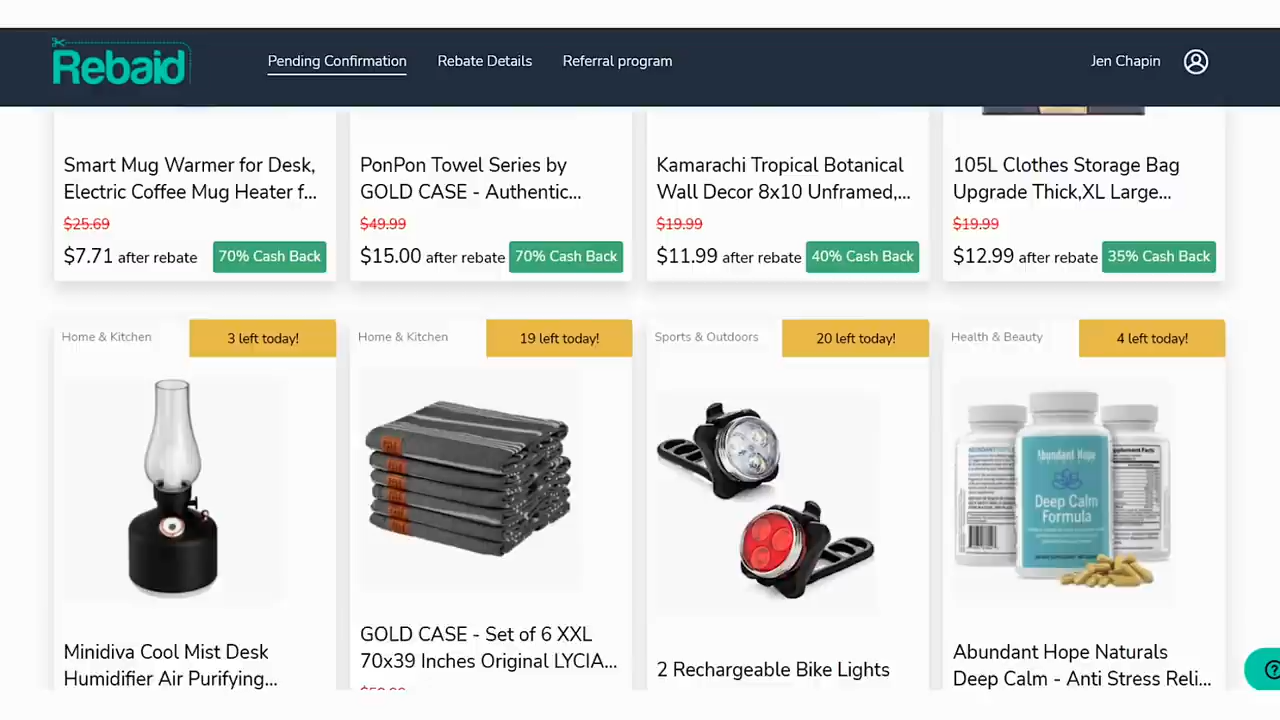 Rebaid
Pending Confirmation
Rebate Details
Referral program
Jen Chapin
Smart Mug Warmer for Desk,
Electric Coffee Mug Heater f...
$25.69
$7.71 after rebate
70% Cash Back
PonPon Towel Series by
GOLD CASE - Authentic...
$49.99
$15.00 after rebate
70% Cash Back
Kamarachi Tropical Botanical
Wall Decor 8x10 Unframed,...
$19.99
$11.99 after rebate
40% Cash Back
105L Clothes Storage Bag
Upgrade Thick,XL Large...
$19.99
$12.99 after rebate
35% Cash Back
Home & Kitchen
3 left today!
Minidiva Cool Mist Desk
Humidifier Air Purifying...
Home & Kitchen
19 left today!
GOLD CASE - Set of 6 XXL
70x39 Inches Original LYCIA...
Sports & Outdoors
20 left today!
2 Rechargeable Bike Lights
Health & Beauty
4 left today!
Abundant Hope
Deep Calm
Formula
Abundant Hope Naturals
Deep Calm - Anti Stress Reli...